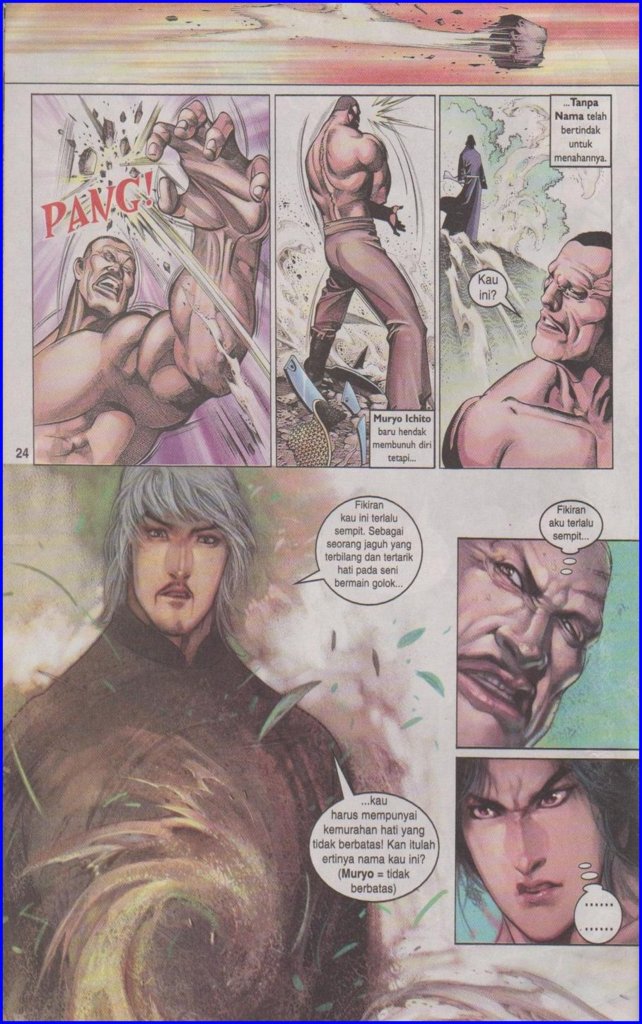 PANG!
Muryo Ichito
baru hendak
membunuh diri
tetapi...
...Tanpa
Nama telah
bertindak
untuk
menahannya.
Kau
ini?
24
Fikiran
kau ini terlalu
sempit. Sebagai
seorang jaguh yang
terbilang dan tertarik
hati pada seni
bermain golok...
Fikiran
aku terlalu
sempit...
...kau
harus mempunyai
kemurahan hati yang
tidak berbatas! Kan itulah
ertinya nama kau ini?
(Muryo = tidak
berbatas)
......
......